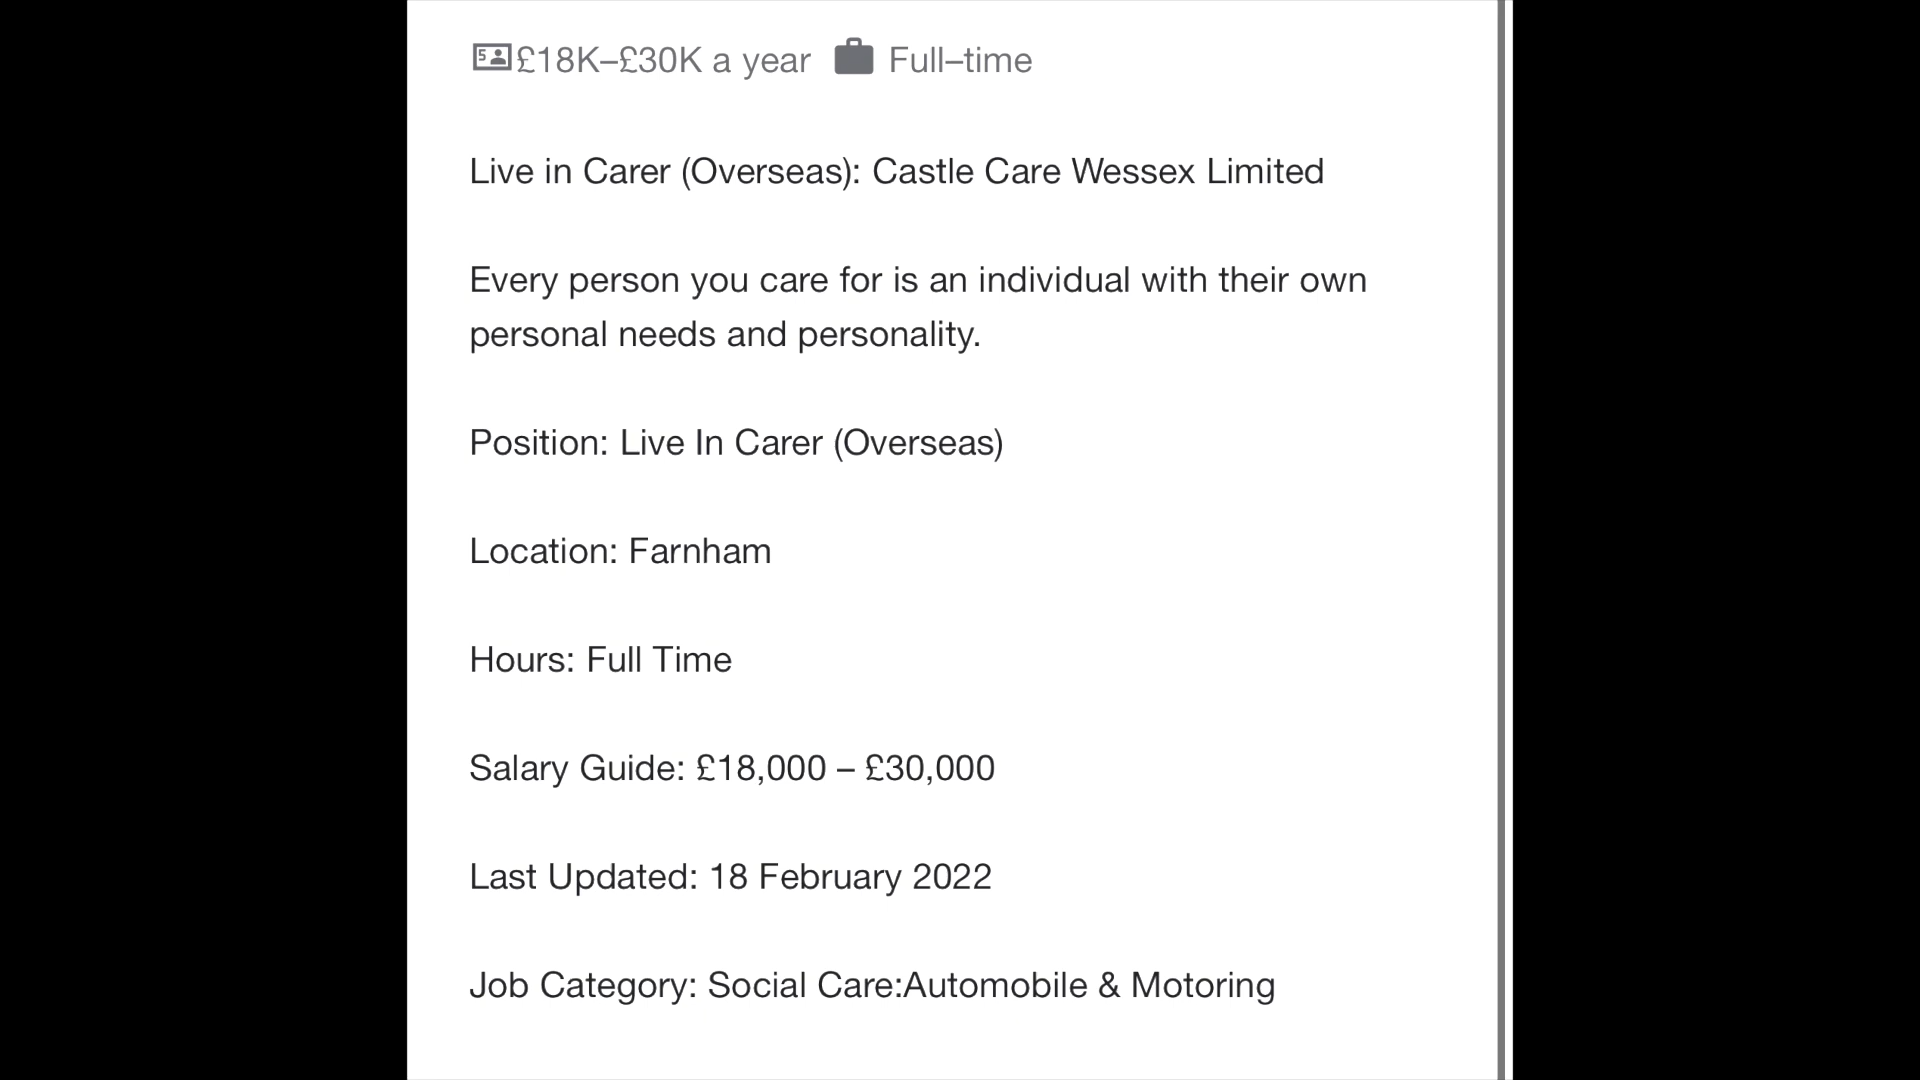 £18K–£30K a year Full–time
Live in Carer (Overseas): Castle Care Wessex Limited
Every person you care for is an individual with their own
personal needs and personality.
Position: Live In Carer (Overseas)
Location: Farnham
Hours: Full Time
Salary Guide: £18,000 – £30,000
Last Updated: 18 February 2022
Job Category: Social Care:Automobile & Motoring